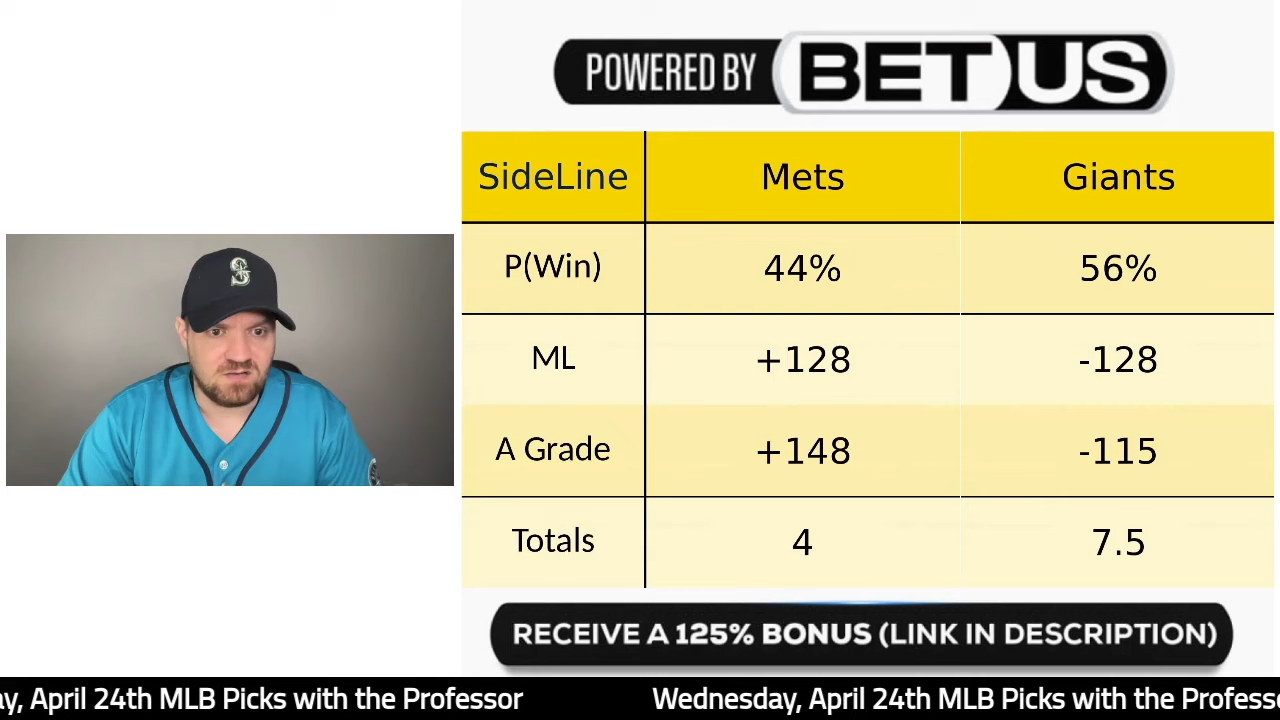 POWERED BY BETUS
SideLine Mets Giants
P(Win) 44% 56%
ML +128 -128
A Grade +148 -115
Totals 4 7.5
RECEIVE A 125% BONUS (LINK IN DESCRIPTION)
ay, April 24th MLB Picks with the Professor Wednesday, April 24th MLB Picks with the Profess
S